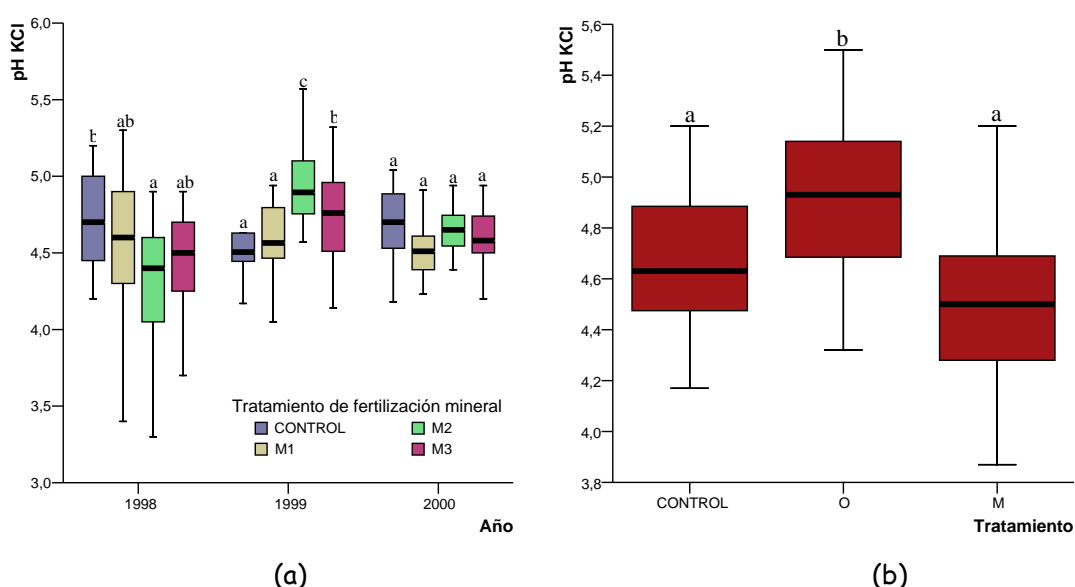 pH KCl
6,0
5,5
5,0
4,5
4,0
3,5
3,0
b
ab
a
ab
a
a
c
b
a
a
a
a
Tratamiento de fertilización mineral
CONTROL
M2
M1
M3
1998
1999
2000
Año
(a)
pH KCl
5,6
5,4
5,2
5,0
4,8
4,6
4,4
4,2
4,0
3,8
a
b
a
CONTROL
O
M
Tratamiento
(b)